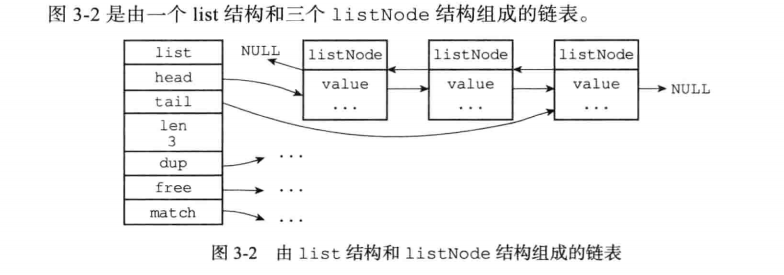 图 3-2 是由一个 list 结构和三个 listNode 结构组成的链表。
list
head
tail
len
3
dup
free
match
NULL
listNode
value
...
listNode
value
...
listNode
value
...
NULL
...
...
...
图 3-2 由 list 结构和 listNode 结构组成的链表